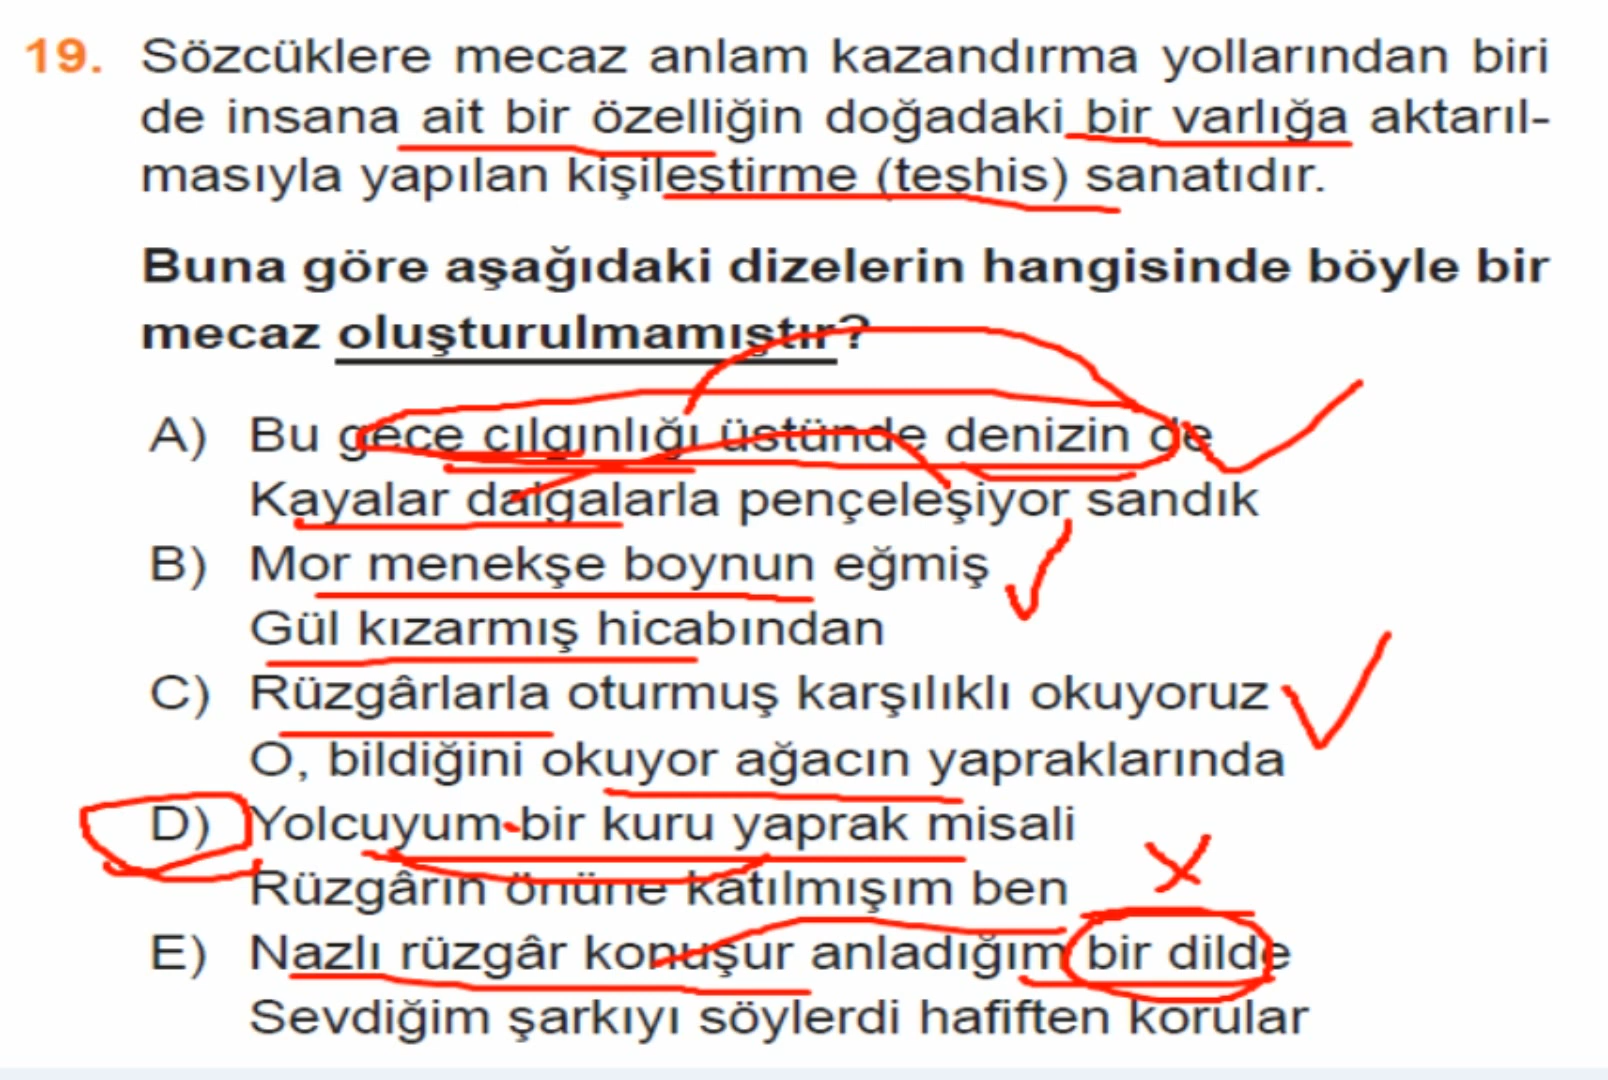 19. Sözcüklere mecaz anlam kazandırma yollarından biri
de insana ait bir özelliğin doğadaki bir varlığa aktarıl-
masıyla yapılan kişileştirme (teşhis) sanatıdır.
Buna göre aşağıdaki dizelerin hangisinde böyle bir
mecaz oluşturulmamıştır?
A) Bu gece çılgınlığı üstünde denizin de
Kayalar dalgalarla pençeleşiyor sandık
B) Mor menekşe boynun eğmiş
Gül kızarmış hicabından
C) Rüzgârlarla oturmuş karşılıklı okuyoruz
O, bildiğini okuyor ağacın yapraklarında
D) Yolcuyum bir kuru yaprak misali
Rüzgârın önüne katılmışım ben
E) Nazlı rüzgâr konuşur anladığım bir dilde
Sevdiğim şarkıyı söylerdi hafiften korular